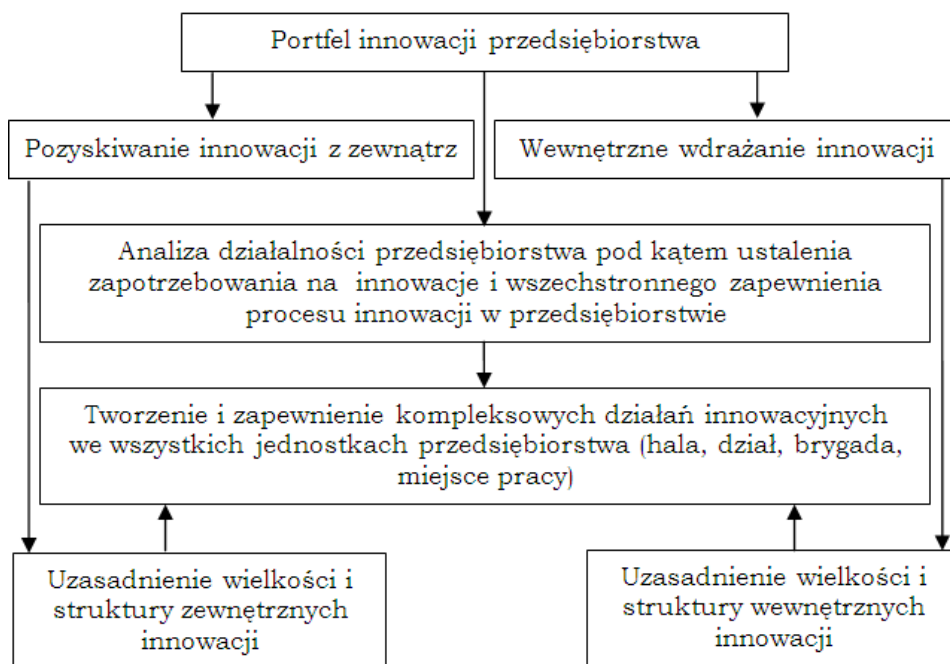 Portfel innowacji przedsiębiorstwa
Pozyskiwanie innowacji z zewnątrz
Wewnętrzne wdrażanie innowacji
Analiza działalności przedsiębiorstwa pod kątem ustalenia
zapotrzebowania na innowacje i wszechstronnego zapewnienia
procesu innowacji w przedsiębiorstwie
Tworzenie i zapewnienie kompleksowych działań innowacyjnych
we wszystkich jednostkach przedsiębiorstwa (hala, dział, brygada,
miejsce pracy)
Uzasadnienie wielkości i
struktury zewnętrznych
innowacji
Uzasadnienie wielkości i
struktury wewnętrznych
innowacji